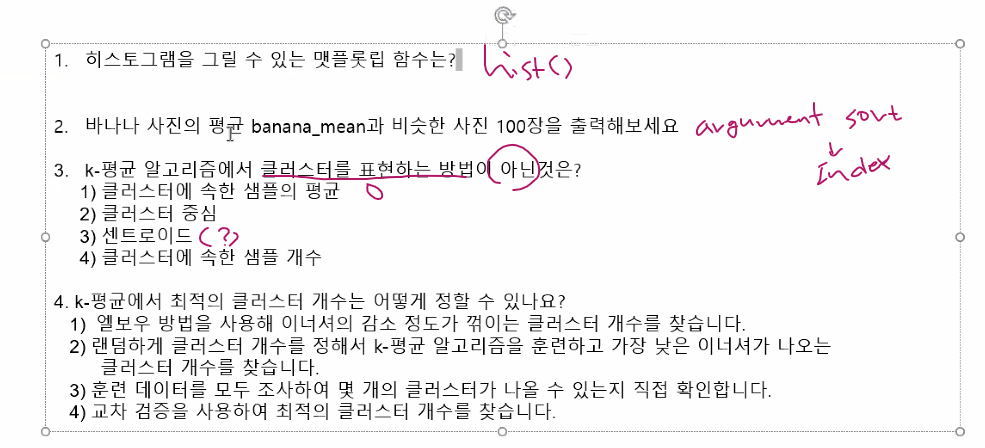 1. 히스토그램을 그릴 수 있는 맷플롯립 함수는? hist()
2. 바나나 사진의 평균 banana_mean과 비슷한 사진 100장을 출력해보세요 argument sort
↓
Index
3. k-평균 알고리즘에서 클러스터를 표현하는 방법이 아닌것은?
1) 클러스터에 속한 샘플의 평균
2) 클러스터 중심
3) 센트로이드 (?)
4) 클러스터에 속한 샘플 개수
4. k-평균에서 최적의 클러스터 개수는 어떻게 정할 수 있나요?
1) 엘보우 방법을 사용해 이너셔의 감소 정도가 꺾이는 클러스터 개수를 찾습니다.
2) 랜덤하게 클러스터 개수를 정해서 k-평균 알고리즘을 훈련하고 가장 낮은 이너셔가 나오는
클러스터 개수를 찾습니다.
3) 훈련 데이터를 모두 조사하여 몇 개의 클러스터가 나올 수 있는지 직접 확인합니다.
4) 교차 검증을 사용하여 최적의 클러스터 개수를 찾습니다.